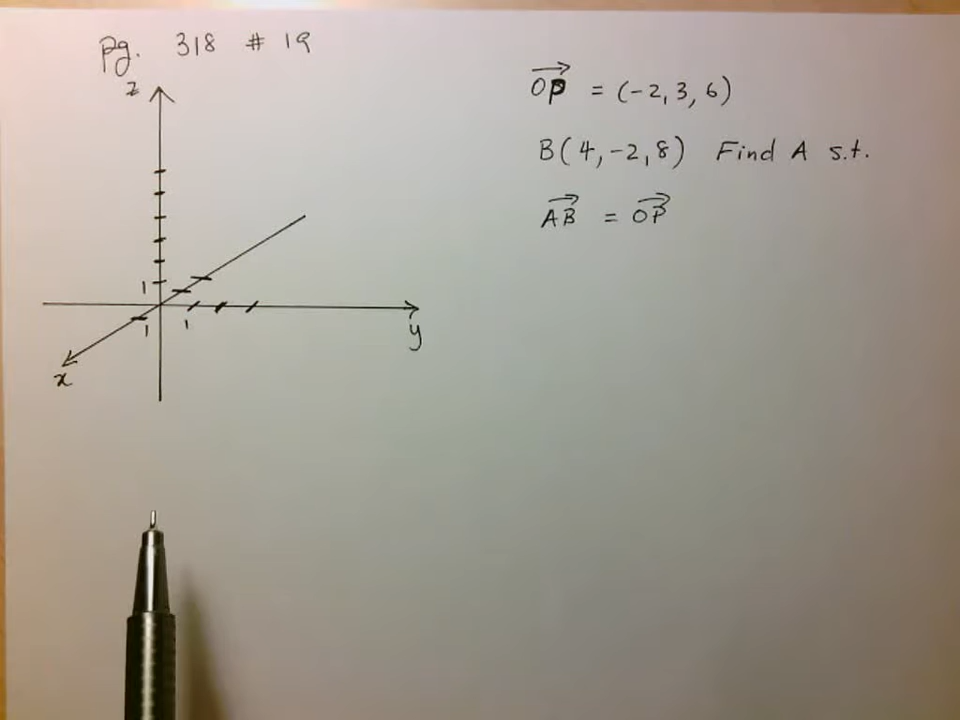 pg. 318 # 19
z
1
1
1
x
y
→OP = (-2, 3, 6)
B(4, -2, 8) Find A s.t.
→AB = →OP